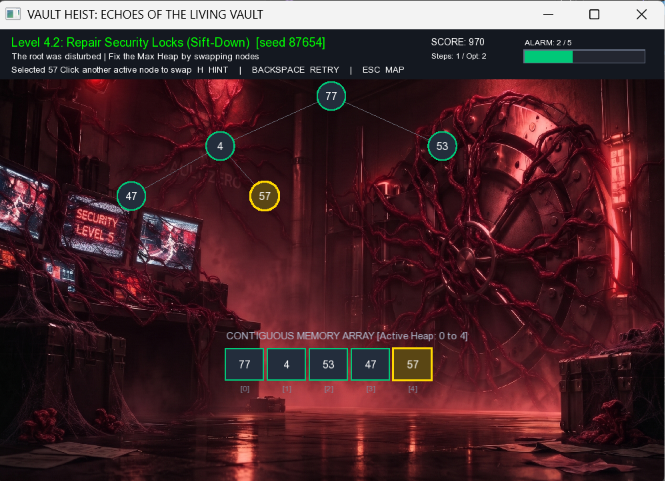 VAULT HEIST: ECHOES OF THE LIVING VAULT
Level 4.2: Repair Security Locks (Sift-Down) [seed 87654]
SCORE: 970
ALARM: 2 / 5
The root was disturbed | Fix the Max Heap by swapping nodes
Steps: 1 / Opt: 2
Selected 57 Click another active node to swap H HINT | BACKSPACE RETRY | ESC MAP
77
4
53
47
57
SECURITY
LEVEL 5
CONTIGUOUS MEMORY ARRAY [Active Heap: 0 to 4]
77 4 53 47 57
[0] [1] [2] [3] [4]